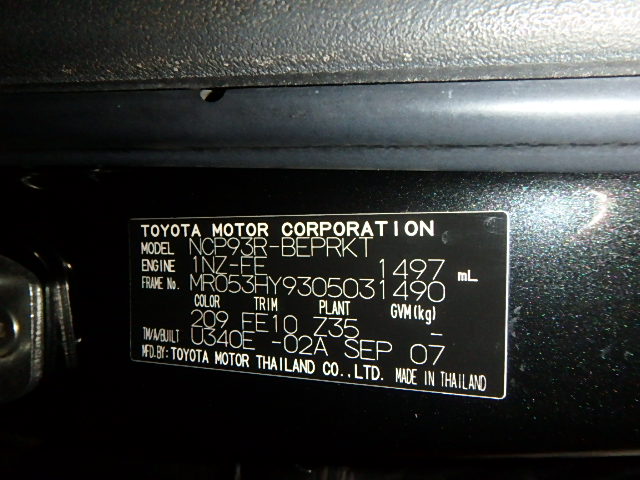 TOYOTA MOTOR CORPORATION
MODEL NCP93R-BEPRKT
ENGINE 1NZ-FE 1497 mL
FRAME No. MR053HY9305031490
COLOR TRIM PLANT GVM(kg)
209 FE10 Z35 -
TM/A/BUILT U340E -02A SEP 07
MFD.BY: TOYOTA MOTOR THAILAND CO.,LTD. MADE IN THAILAND